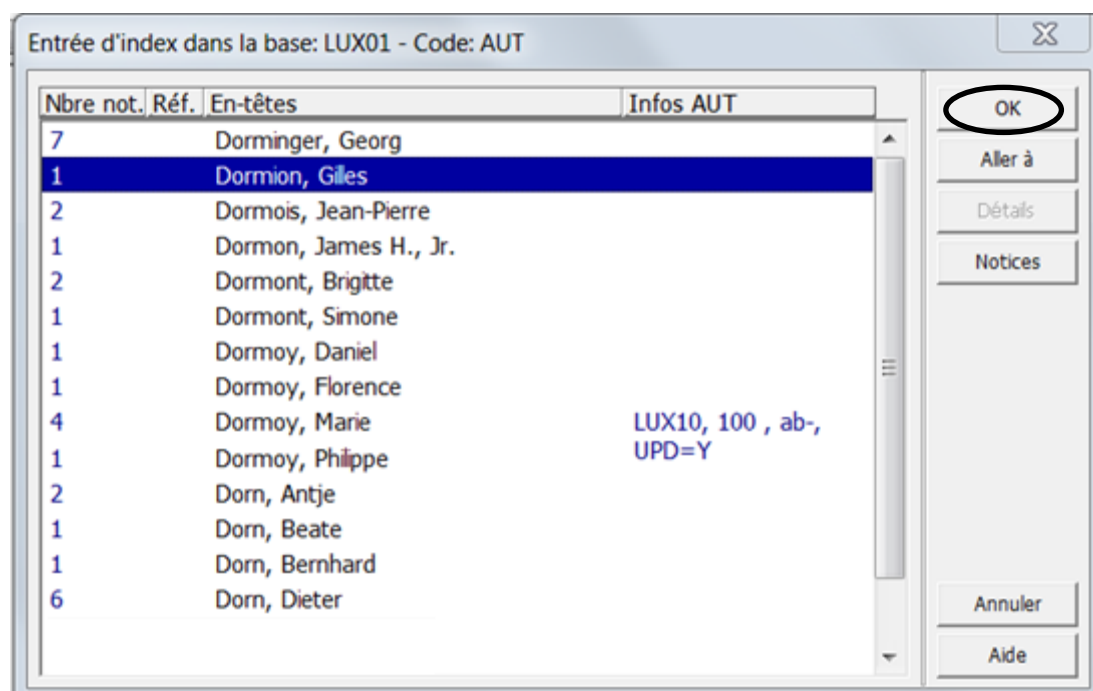 Entrée d'index dans la base: LUX01 - Code: AUT
Nbre not. Réf. En-têtes Infos AUT
7 Dorminger, Georg
1 Dormion, Gilles
2 Dormois, Jean-Pierre
1 Dormon, James H., Jr.
2 Dormont, Brigitte
1 Dormont, Simone
1 Dormoy, Daniel
1 Dormoy, Florence
4 Dormoy, Marie LUX10, 100 , ab-,
UPD=Y
1 Dormoy, Philippe
2 Dorn, Antje
1 Dorn, Beate
1 Dorn, Bernhard
6 Dorn, Dieter
OK
Aller à
Détails
Notices
Annuler
Aide